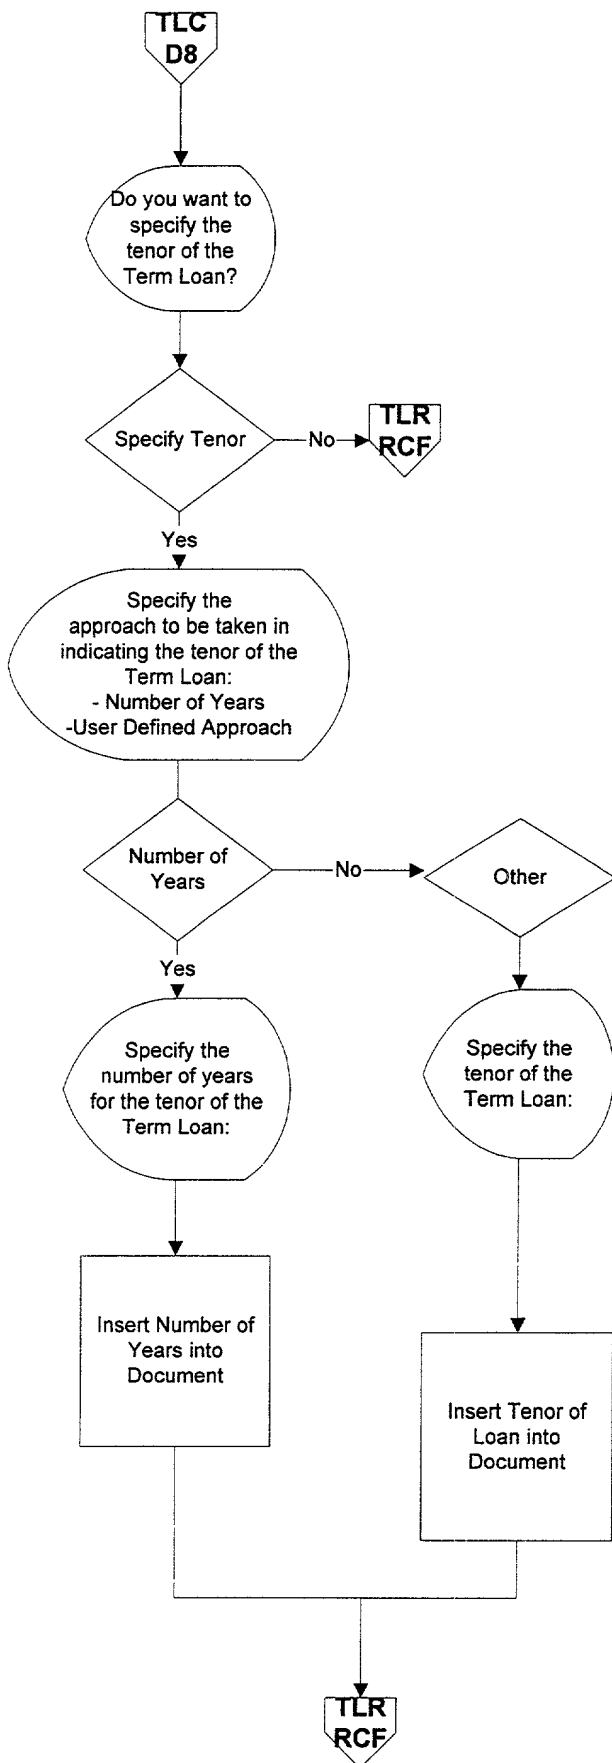 TLC
D8
Do you want to
specify the
tenor of the
Term Loan?
Specify Tenor
No
TLR
RCF
Yes
Specify the
approach to be taken in
indicating the tenor of the
Term Loan:
- Number of Years
-User Defined Approach
Number of
Years
No
Other
Yes
Specify the
number of years
for the tenor of the
Term Loan:
Specify the
tenor of the
Term Loan:
Insert Number of
Years into
Document
Insert Tenor of
Loan into
Document
TLR
RCF